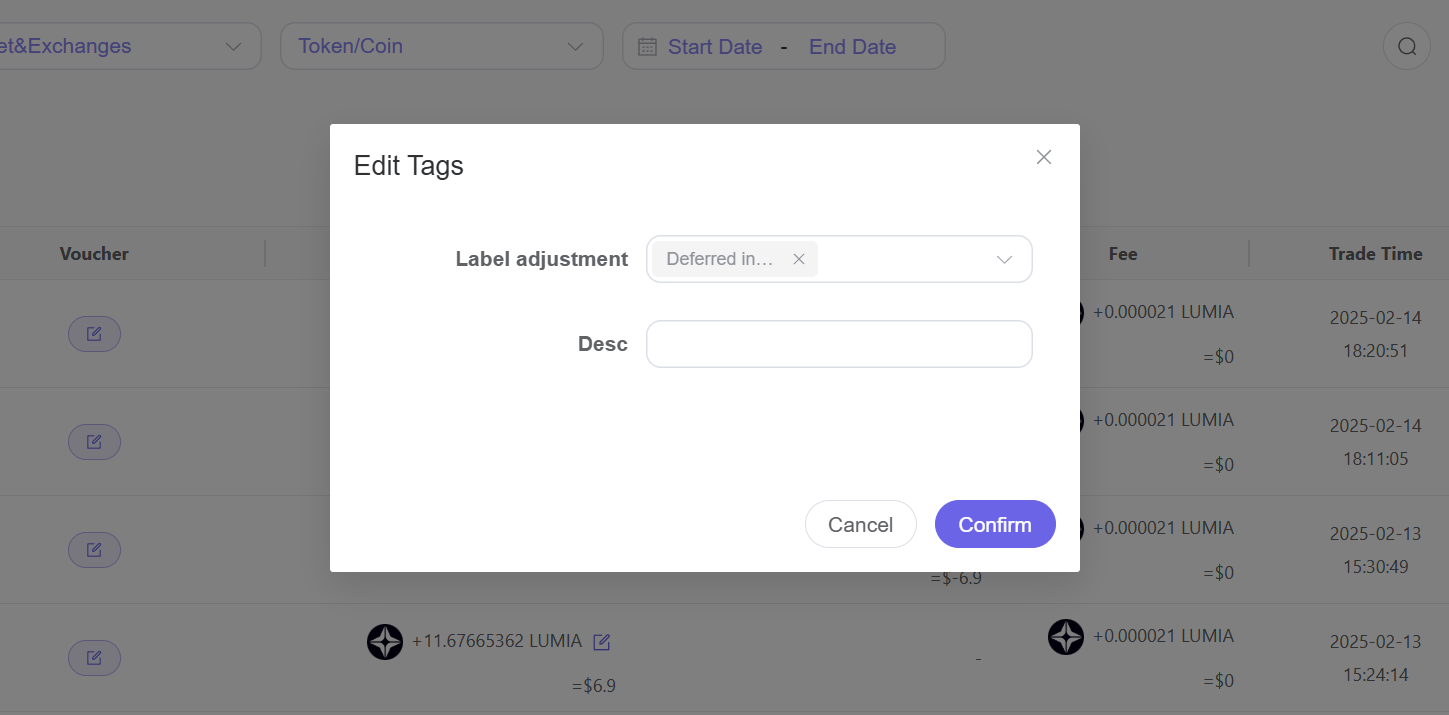 et&Exchanges
Token/Coin
Start Date - End Date
Edit Tags
Label adjustment
Deferred in...
Desc
Cancel
Confirm
Voucher
Fee
Trade Time
+0.000021 LUMIA
=$0
2025-02-14
18:20:51
+0.000021 LUMIA
=$0
2025-02-14
18:11:05
=$-6.9
+0.000021 LUMIA
=$0
2025-02-13
15:30:49
+11.67665362 LUMIA
=$6.9
-
+0.000021 LUMIA
=$0
2025-02-13
15:24:14